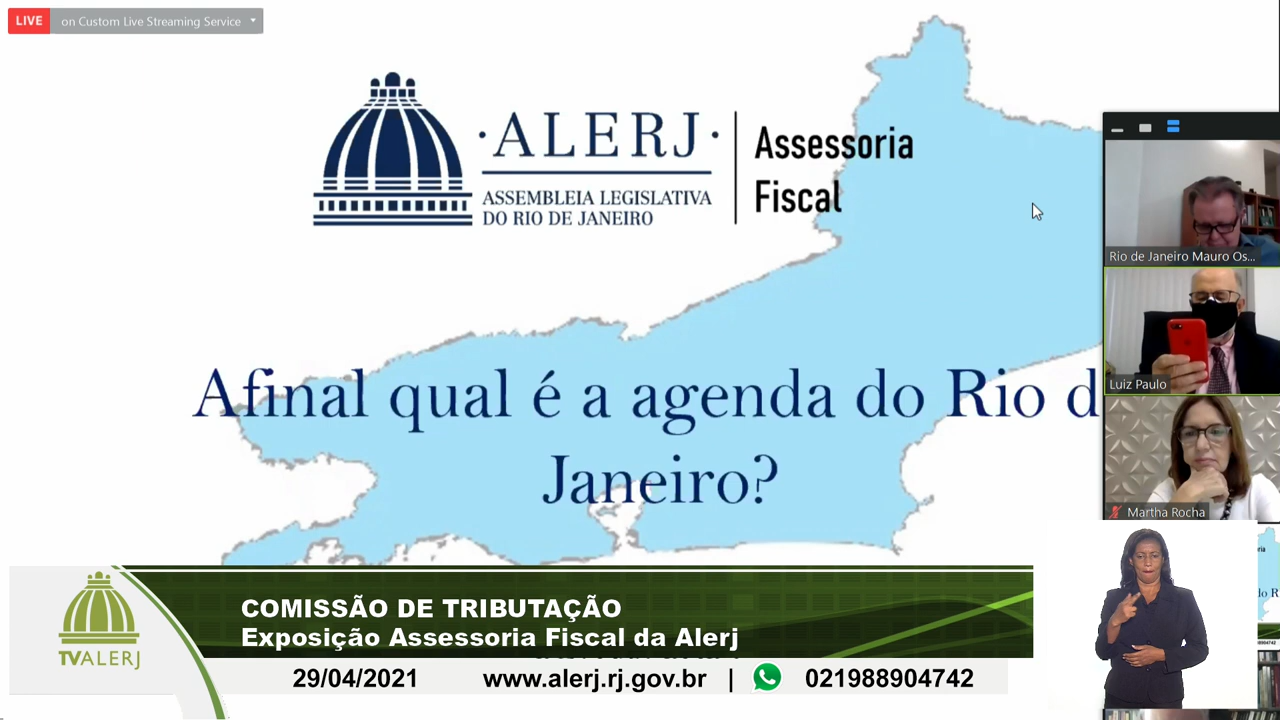 LIVE on Custom Live Streaming Service
·ALERJ·
ASSEMBLEIA LEGISLATIVA
DO RIO DE JANEIRO
Assessoria
Fiscal
Rio de Janeiro Mauro Os...
Luiz Paulo
Martha Rocha
Afinal qual é a agenda do Rio d
Janeiro?
COMISSÃO DE TRIBUTAÇÃO
Exposição Assessoria Fiscal da Alerj
TVALERJ
29/04/2021 www.alerj.rj.gov.br | 021988904742